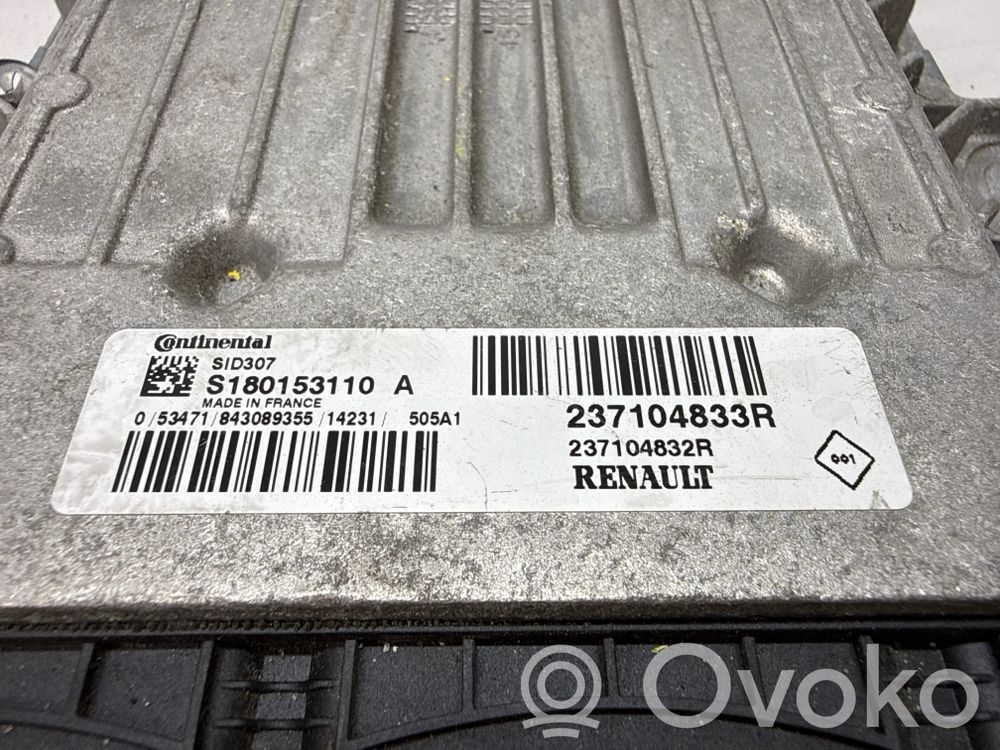 Continental
SID307
S180153110 A
MADE IN FRANCE
0/53471/843089355/14231/ 505A1
237104833R
237104832R
RENAULT
001
Ovoko